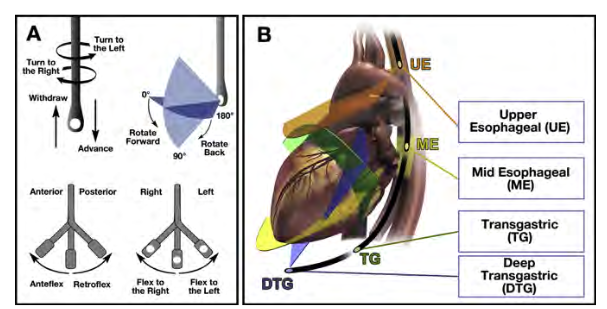 A
Turn to
the Left
Turn to
the Right
Withdraw
Advance
0°
180°
Rotate
Forward
Rotate
Back
90°
Anterior
Posterior
Anteflex
Retroflex
Right
Left
Flex to
the Right
Flex to
the Left
B
UE
ME
TG
DTG
Upper
Esophageal (UE)
Mid Esophageal
(ME)
Transgastric
(TG)
Deep
Transgastric
(DTG)